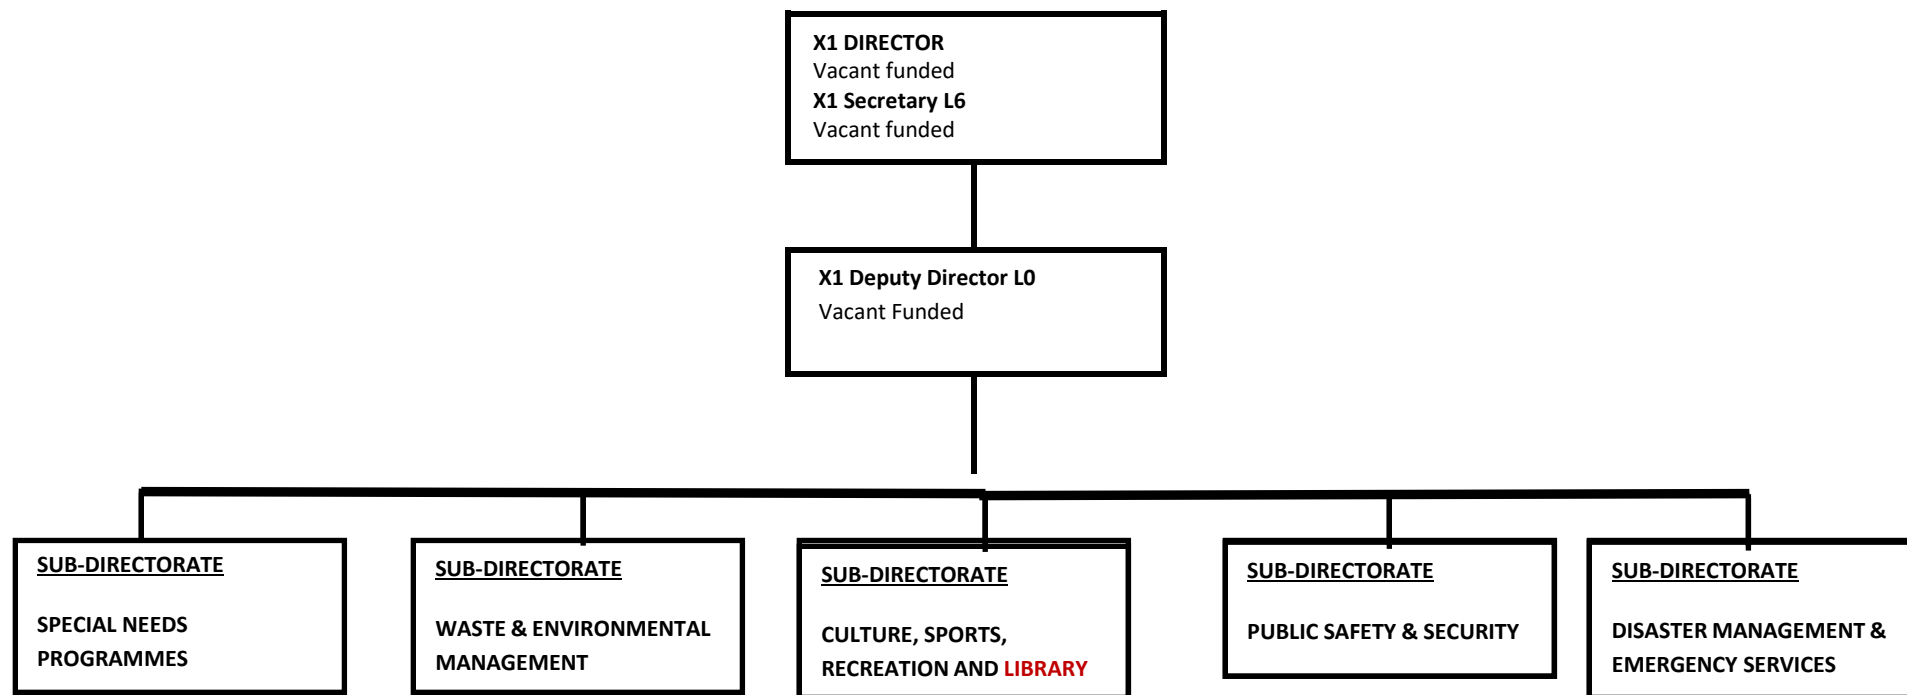 X1 DIRECTOR
Vacant funded
X1 Secretary L6
Vacant funded
X1 Deputy Director L0
Vacant Funded
SUB-DIRECTORATE
SPECIAL NEEDS
PROGRAMMES
SUB-DIRECTORATE
WASTE & ENVIRONMENTAL
MANAGEMENT
SUB-DIRECTORATE
CULTURE, SPORTS,
RECREATION AND LIBRARY
SUB-DIRECTORATE
PUBLIC SAFETY & SECURITY
SUB-DIRECTORATE
DISASTER MANAGEMENT &
EMERGENCY SERVICES